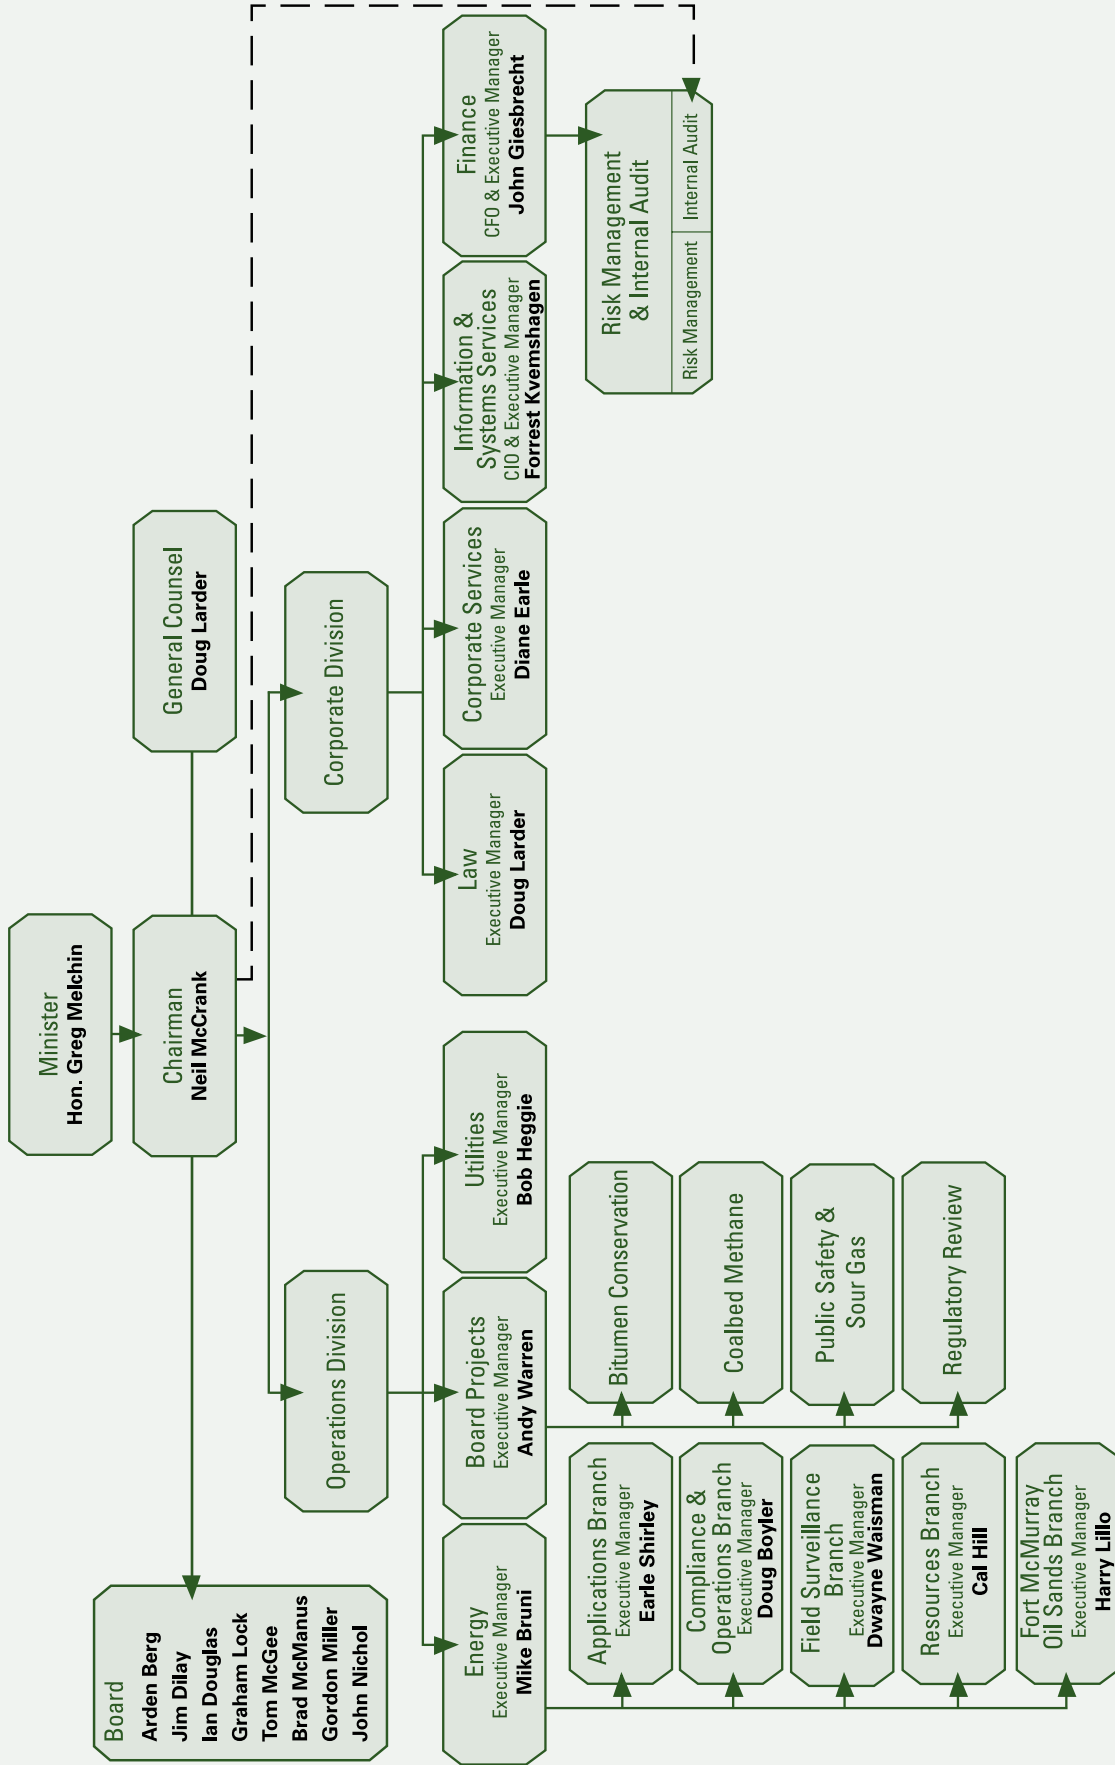 Minister
Hon. Greg Melchin
Chairman
Neil McCrank
General Counsel
Doug Larder
Board
Arden Berg
Jim Dilay
Ian Douglas
Graham Lock
Tom McGee
Brad McManus
Gordon Miller
John Nichol
Operations Division
Corporate Division
Energy
Executive Manager
Mike Bruni
Board Projects
Executive Manager
Andy Warren
Utilities
Executive Manager
Bob Heggie
Law
Executive Manager
Doug Larder
Corporate Services
Executive Manager
Diane Earle
Information &
Systems Services
CIO & Executive Manager
Forrest Kvemshagen
Finance
CFO & Executive Manager
John Giesbrecht
Applications Branch
Executive Manager
Earle Shirley
Compliance &
Operations Branch
Executive Manager
Doug Boyler
Field Surveillance
Branch
Executive Manager
Dwayne Waisman
Resources Branch
Executive Manager
Cal Hill
Fort McMurray
Oil Sands Branch
Executive Manager
Harry Lillo
Bitumen Conservation
Coalbed Methane
Public Safety &
Sour Gas
Regulatory Review
Risk Management
& Internal Audit
Risk Management
Internal Audit